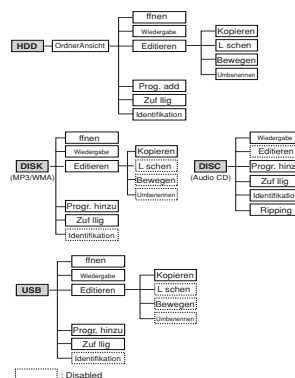 ffnen
Wiedergabe
Kopieren
HDD
OrdnerAnsicht
Editieren
L schen
Bewegen
Umbenennen
Prog. add
Zuf llig
Identifikation
ffnen
Wiedergabe
Kopieren
DISK
(MP3/WMA)
Editieren
L schen
Bewegen
Umbenennen
Progr. hinzu
Zuf llig
Identifikation
DISC
(Audio CD)
Wiedergabe
Editieren
Progr. hinz
Zuf llig
Identifikatio
Ripping
ffnen
Wiedergabe
Kopieren
USB
Editieren
L schen
Bewegen
Umbenennen
Progr. hinzu
Zuf llig
Identifikation
: Disabled